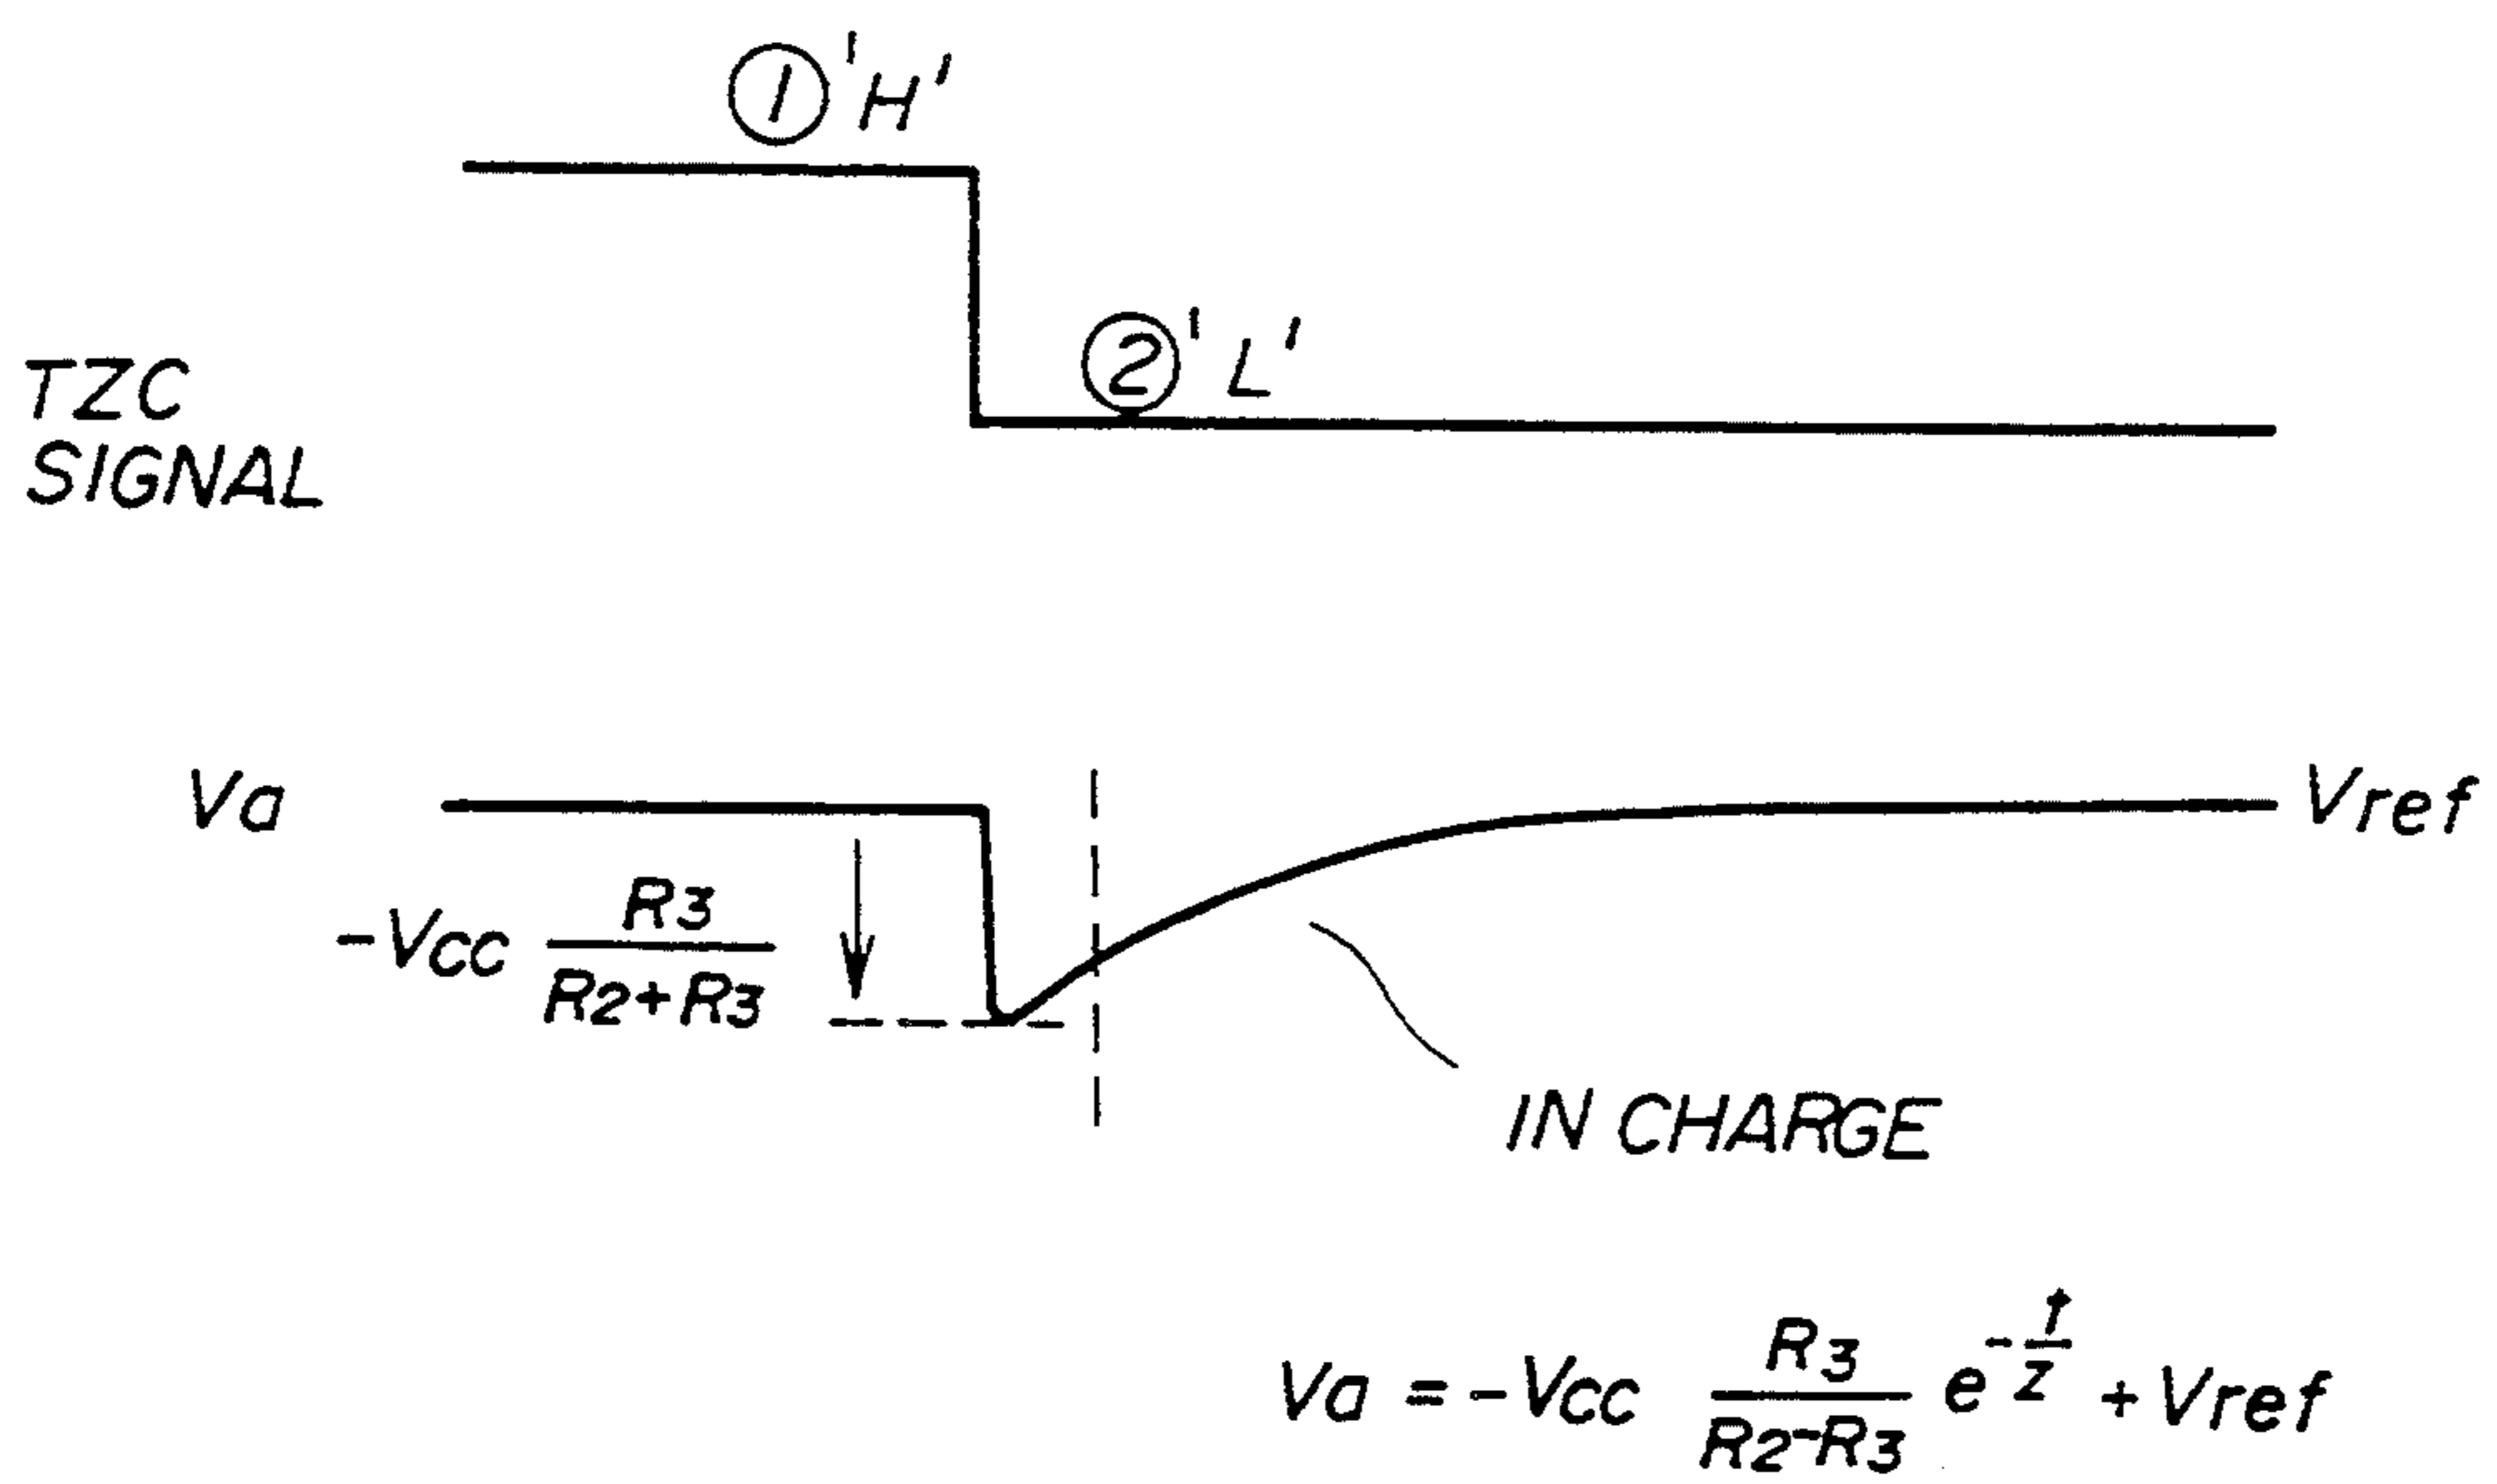 ① 'H'
② 'L'
TZC
SIGNAL
Va
Vref
-Vcc R3/R2+R3
IN CHARGE
Va = -Vcc R3/R2-R3 e^-t/z + Vref